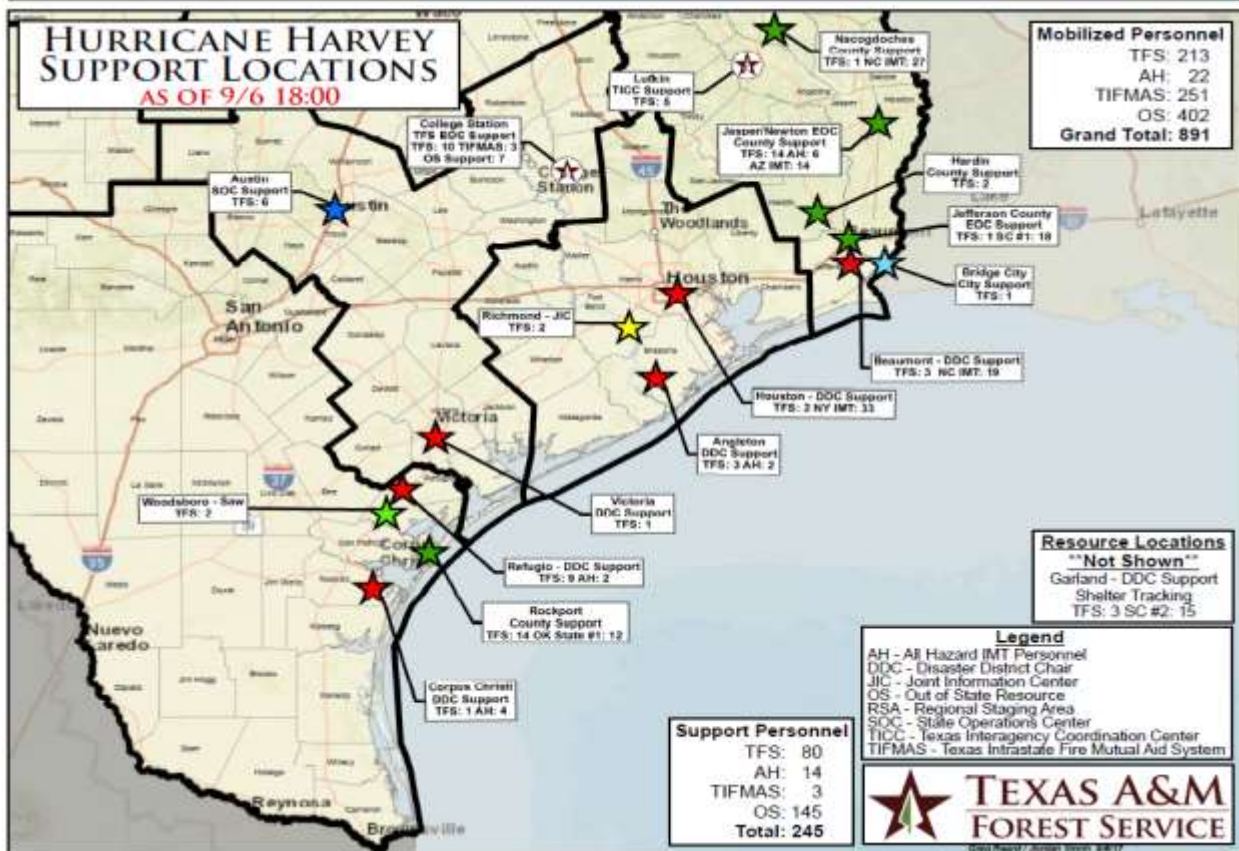 HURRICANE HARVEY
SUPPORT LOCATIONS
AS OF 9/6 18:00
Mobilized Personnel
TFS: 213
AH: 22
TIFMAS: 251
OS: 402
Grand Total: 891
Nacogdoches
County Support
TFS: 1 NC IMT: 27
Lufkin
TICC Support
TFS: 5
College Station
TFS EOC Support
TFS: 10 TIFMAS: 3
OS Support: 7
Jasper/Newton EOC
County Support
TFS: 14 AH: 6
AZ IMT: 14
Hardin
County Support
TFS: 2
Austin
SOC Support
TFS: 6
Jefferson County
EOC Support
TFS: 1 SC #1: 18
Bridge City
City Support
TFS: 1
Richmond - JIC
TFS: 2
Beaumont - DDC Support
TFS: 3 NC IMT: 19
Houston - DDC Support
TFS: 2 NY IMT: 33
Angleton
DDC Support
TFS: 3 AH: 2
Victoria
DDC Support
TFS: 1
Woodsboro - Saw
TFS: 2
Refugio - DDC Support
TFS: 9 AH: 2
Rockport
County Support
TFS: 14 OK State #1: 12
Corpus Christi
DDC Support
TFS: 1 AH: 4
The
Woodlands
Houston
San
Antonio
Victoria
Lafayette
Nuevo
Laredo
Reynosa
45
37
35
Resource Locations
**Not Shown**
Garland - DDC Support
Shelter Tracking
TFS: 3 SC #2: 15
Legend
AH - All Hazard IMT Personnel
DDC - Disaster District Chair
JIC - Joint Information Center
OS - Out of State Resource
RSA - Regional Staging Area
SOC - State Operations Center
TICC - Texas Interagency Coordination Center
TIFMAS - Texas Intrastate Fire Mutual Aid System
Support Personnel
TFS: 80
AH: 14
TIFMAS: 3
OS: 145
Total: 245
TEXAS A&M
FOREST SERVICE